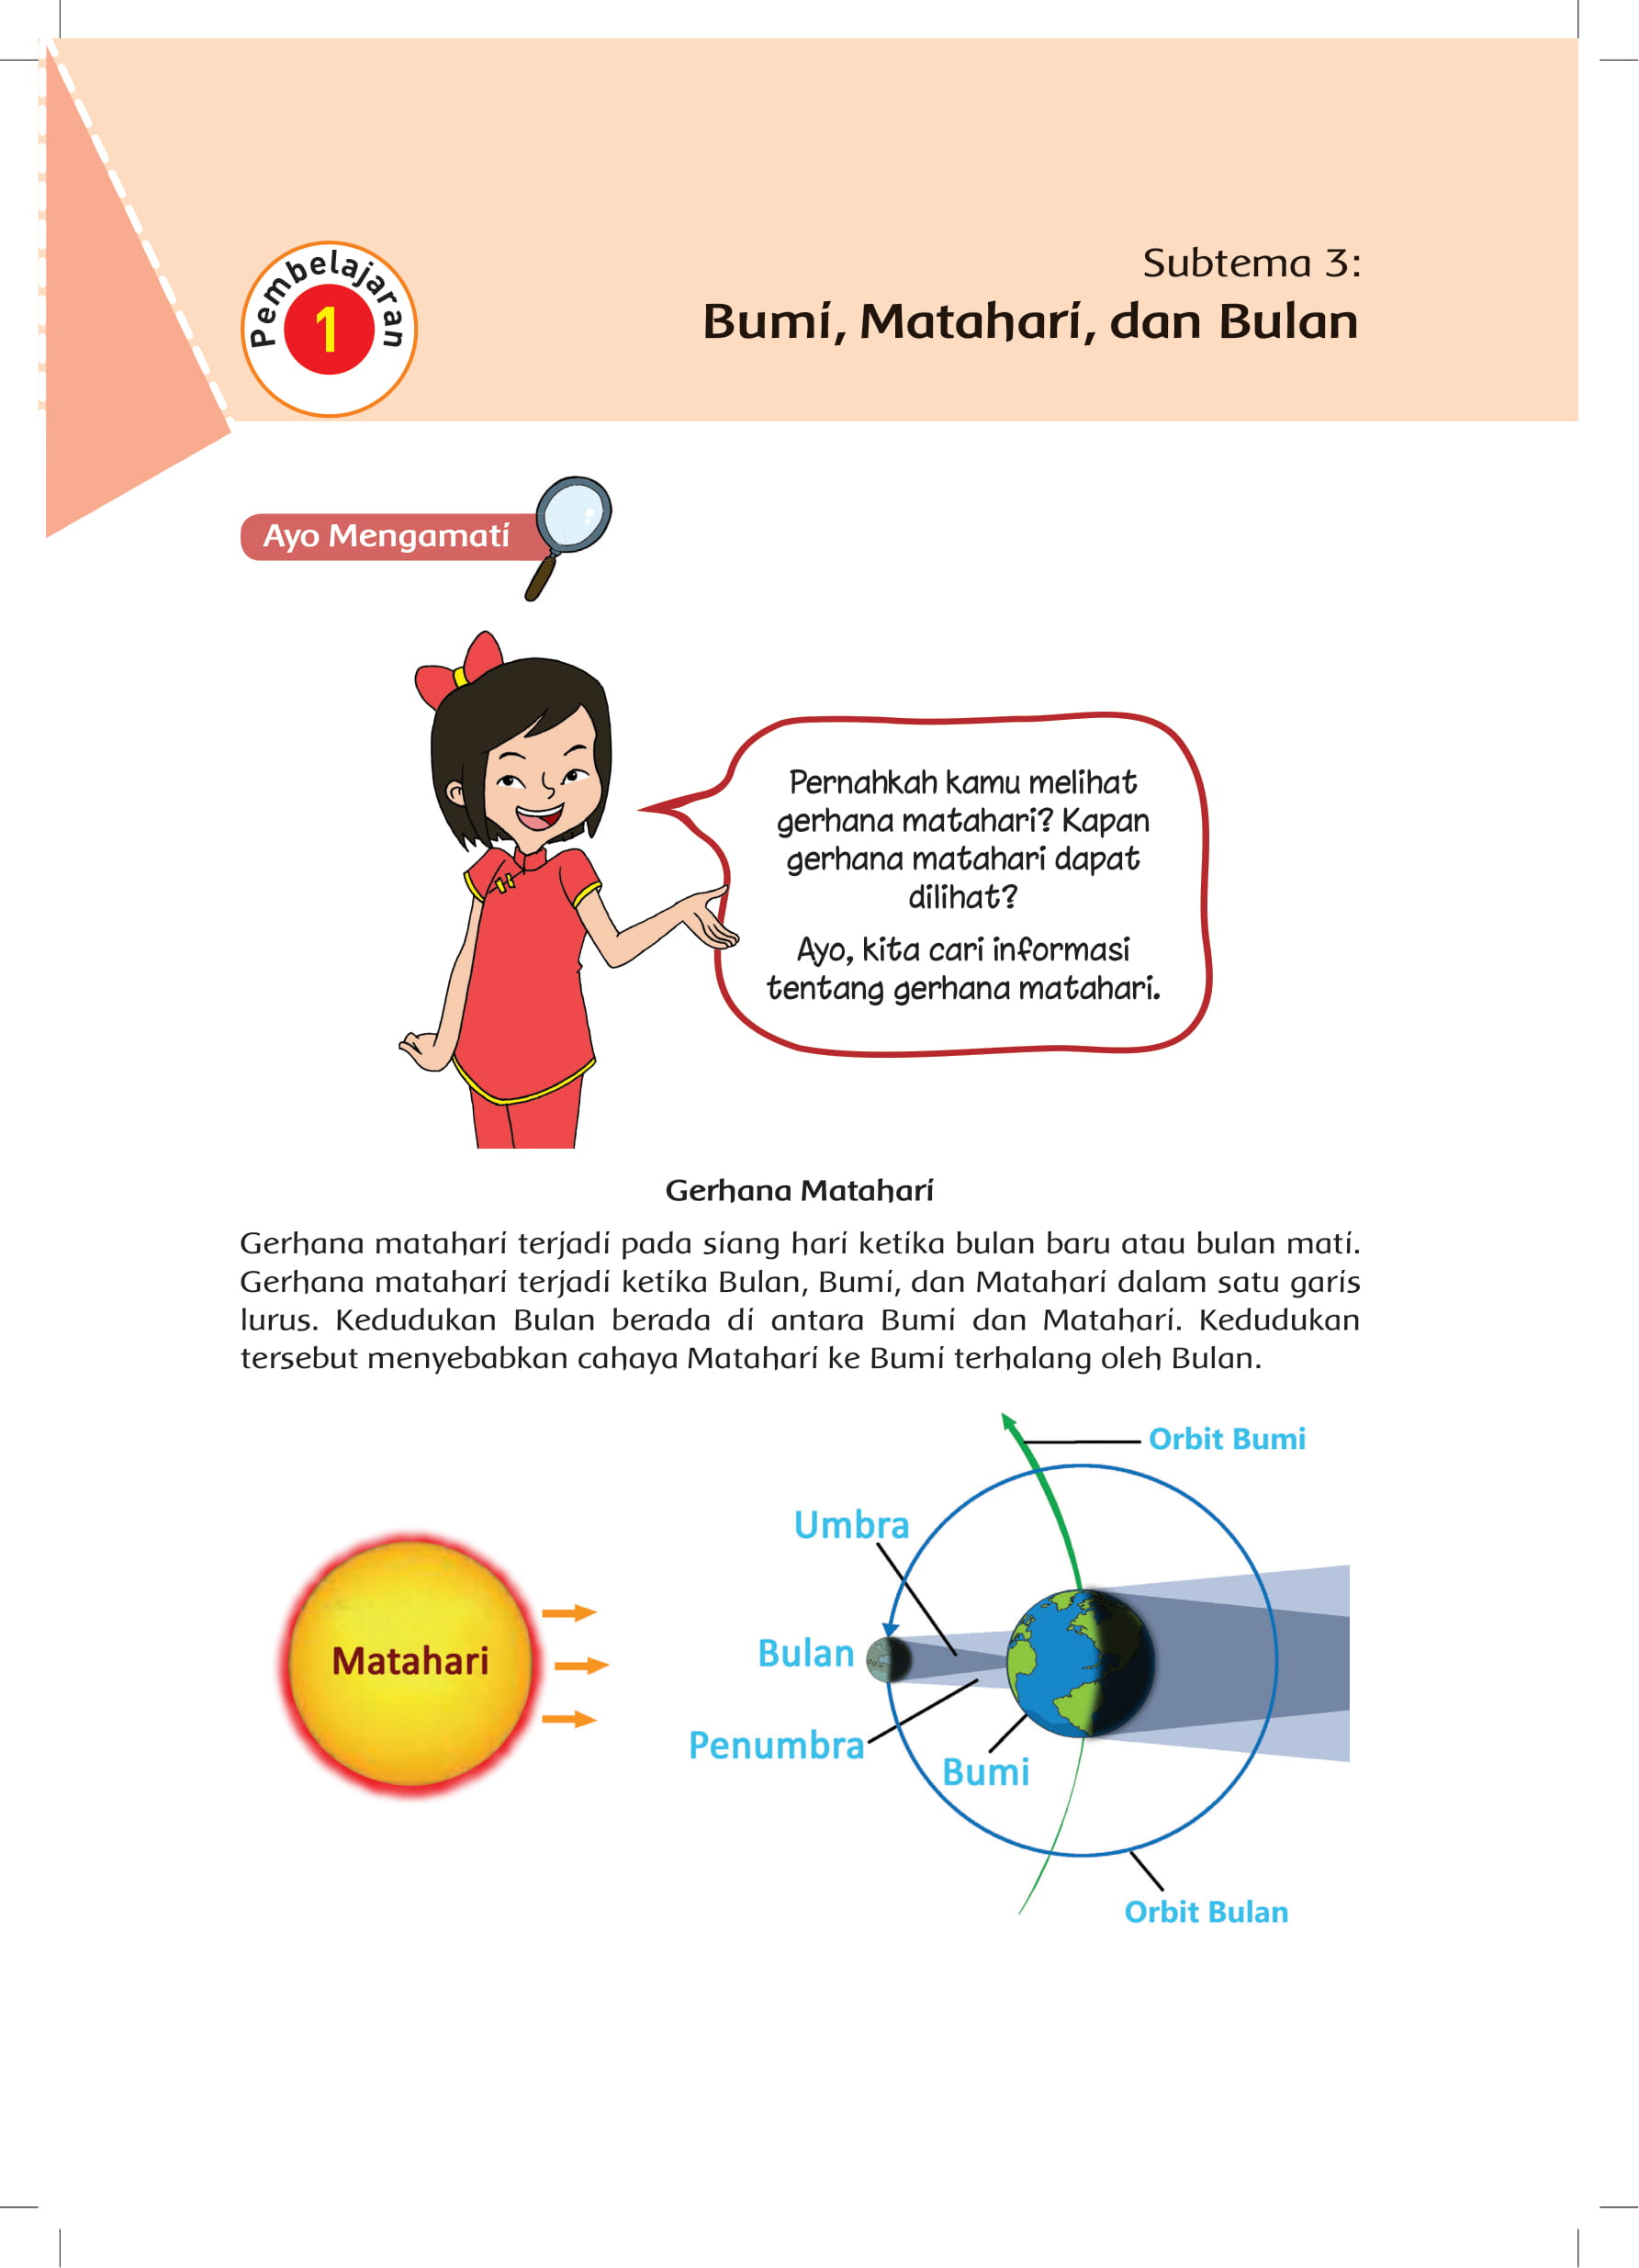 Pembelajaran
1
Subtema 3:
Bumi, Matahari, dan Bulan
Ayo Mengamati
Pernahkah kamu melihat
gerhana matahari? Kapan
gerhana matahari dapat
dilihat?
Ayo, kita cari informasi
tentang gerhana matahari.
Gerhana Matahari
Gerhana matahari terjadi pada siang hari ketika bulan baru atau bulan mati.
Gerhana matahari terjadi ketika Bulan, Bumi, dan Matahari dalam satu garis
lurus. Kedudukan Bulan berada di antara Bumi dan Matahari. Kedudukan
tersebut menyebabkan cahaya Matahari ke Bumi terhalang oleh Bulan.
Orbit Bumi
Umbra
Matahari
Bulan
Penumbra
Bumi
Orbit Bulan